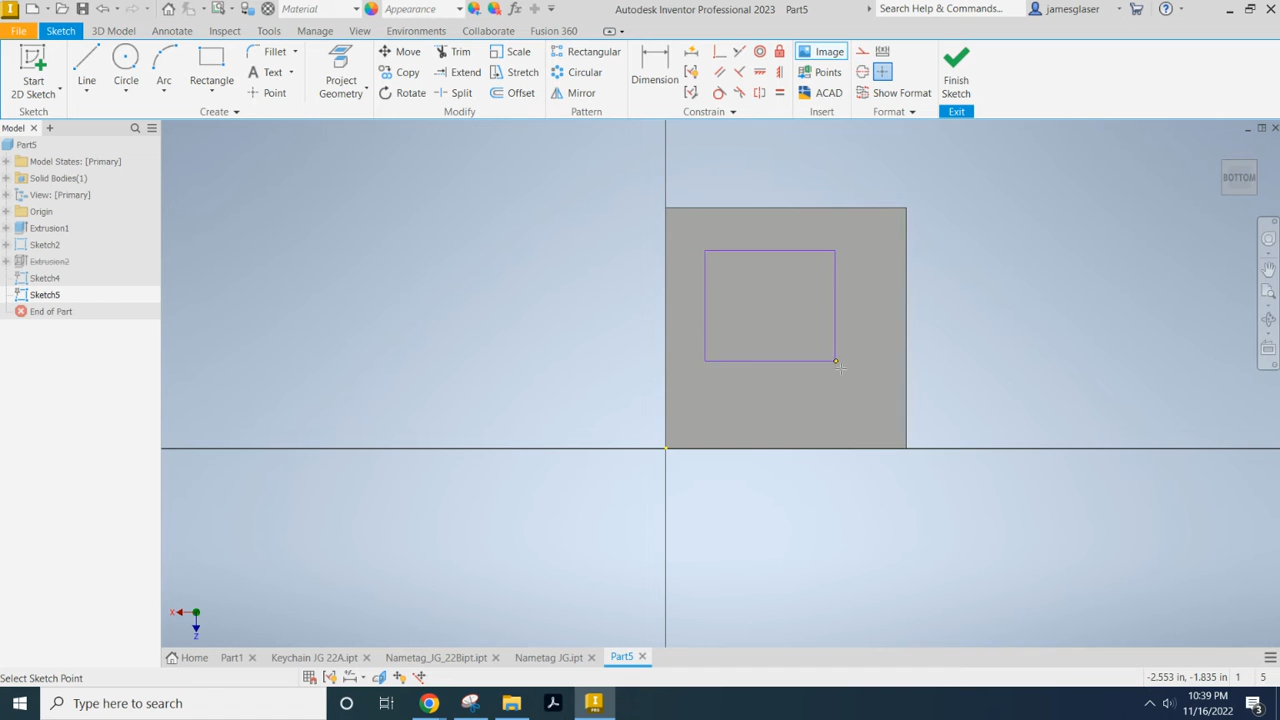 Material
Appearance
Autodesk Inventor Professional 2023 Part5
Search Help & Commands...
jamesglaser
File Sketch 3D Model Annotate Inspect Tools Manage View Environments Collaborate Fusion 360
Start
2D Sketch
Line
Circle
Arc
Rectangle
Fillet
Text
Point
Project
Geometry
Move
Copy
Rotate
Trim
Extend
Split
Scale
Stretch
Offset
Rectangular
Circular
Mirror
Dimension
Image
Points
ACAD
Show Format
Finish
Sketch
Sketch Create Modify Pattern Constrain Insert Format Exit
Model
Part5
Model States: [Primary]
Solid Bodies(1)
View: [Primary]
Origin
Extrusion1
Sketch2
Extrusion2
Sketch4
Sketch5
End of Part
BOTTOM
X
Z
Home Part1 Keychain JG 22A.ipt Nametag_JG_22Bipt.ipt Nametag JG.ipt Part5
Select Sketch Point
-2.553 in, -1.835 in 1 5
Type here to search
PRO
10:39 PM
11/16/2022
3